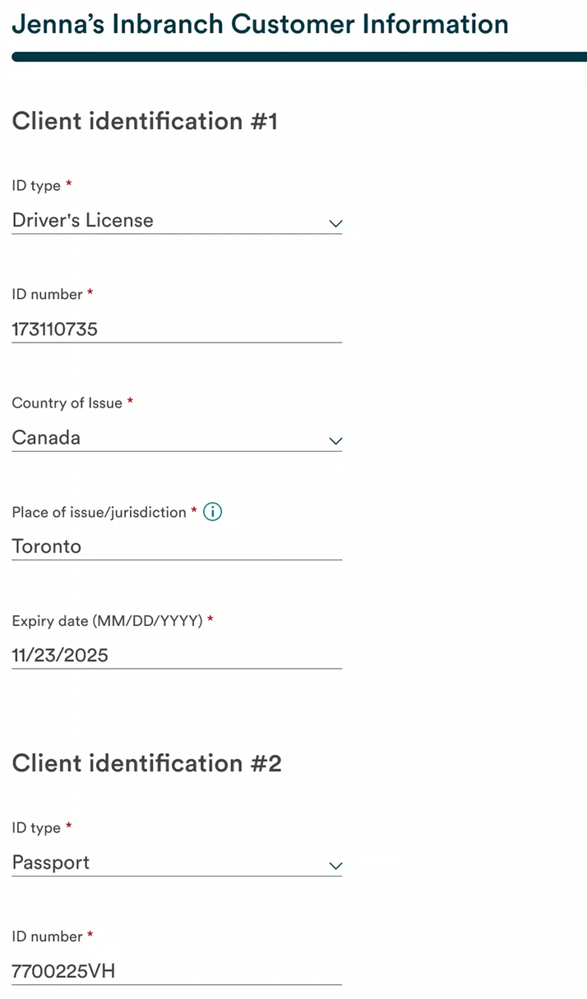 Jenna’s Inbranch Customer Information
Client identification #1
ID type *
Driver's License
ID number *
173110735
Country of Issue *
Canada
Place of issue/jurisdiction * i
Toronto
Expiry date (MM/DD/YYYY) *
11/23/2025
Client identification #2
ID type *
Passport
ID number *
7700225VH